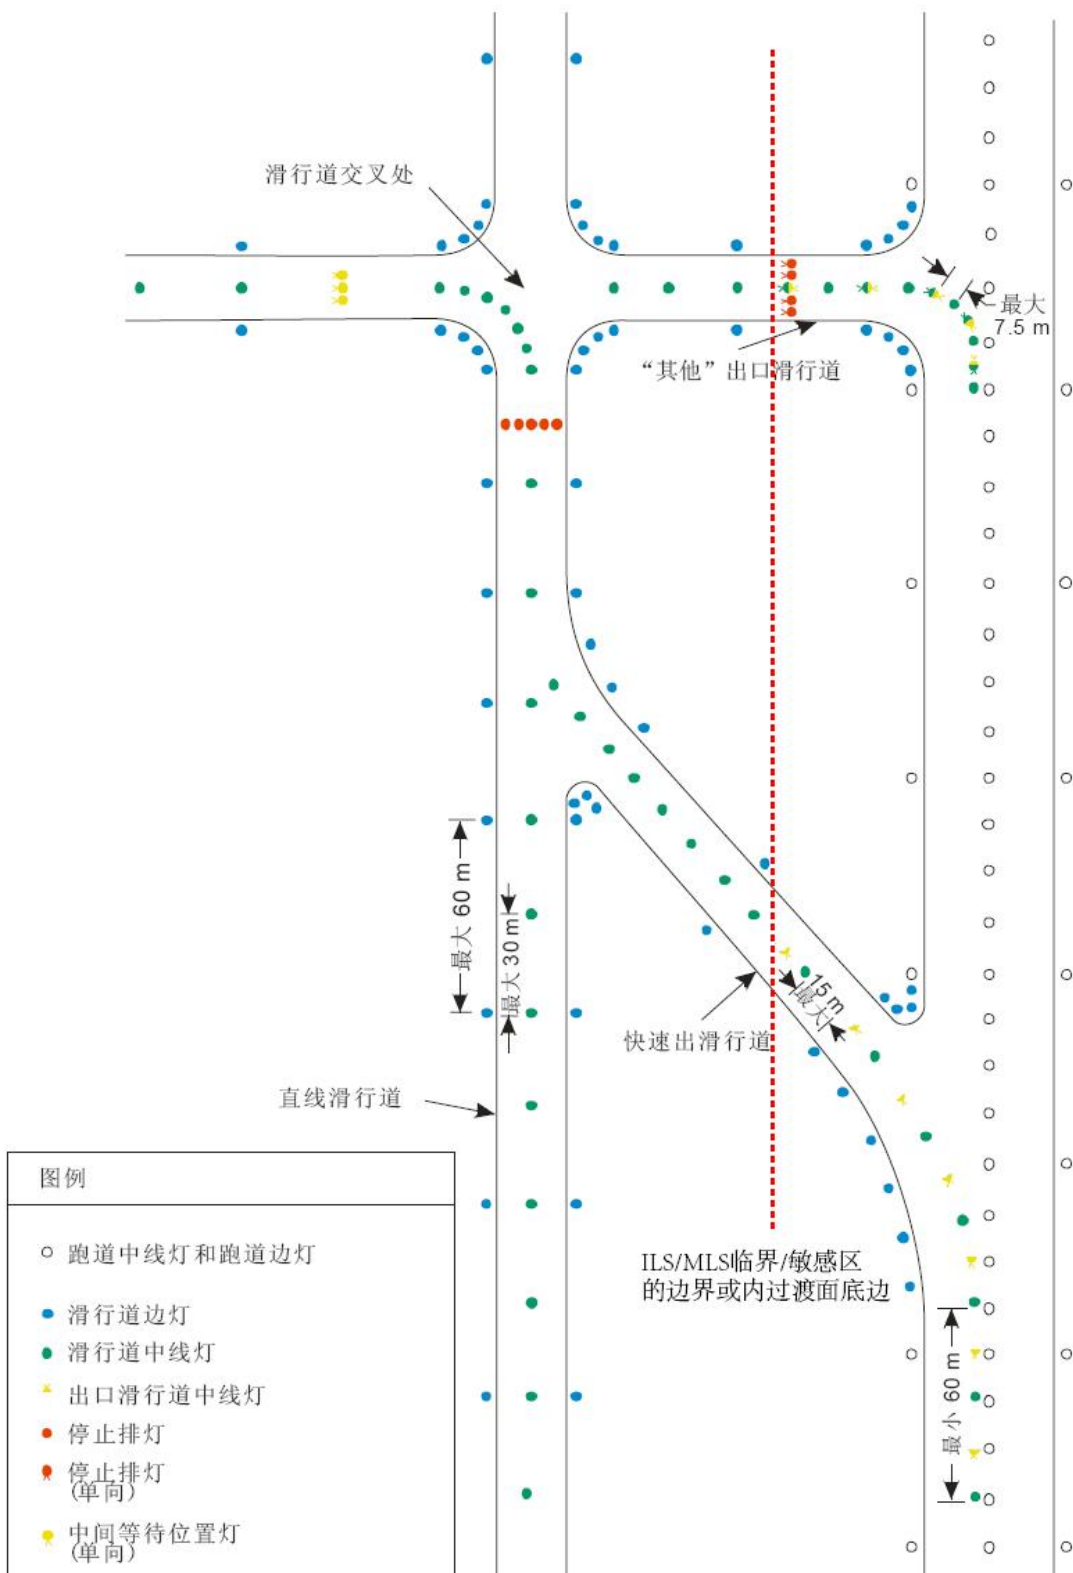 滑行道交叉处
最大
7.5 m
“其他”出口滑行道
最大 60 m
最大 30 m
15 m
最大
快速出滑行道
直线滑行道
ILS/MLS临界/敏感区
的边界或内过渡面底边
最小 60 m
图例
跑道中线灯和跑道边灯
滑行道边灯
滑行道中线灯
出口滑行道中线灯
停止排灯
停止排灯
(单向)
中间等待位置灯
(单向)